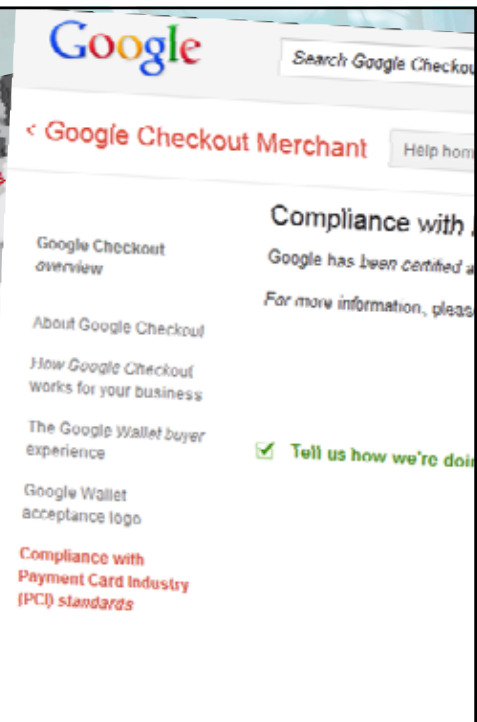 Google
Search Google Checkou
< Google Checkout Merchant
Help hom
Compliance with
Google has been certified a
For more information, pleas
Google Checkout
overview
About Google Checkout
How Google Checkout
works for your business
The Google Wallet buyer
experience
Google Wallet
acceptance logo
Compliance with
Payment Card Industry
(PCI) standards
Tell us how we're doin